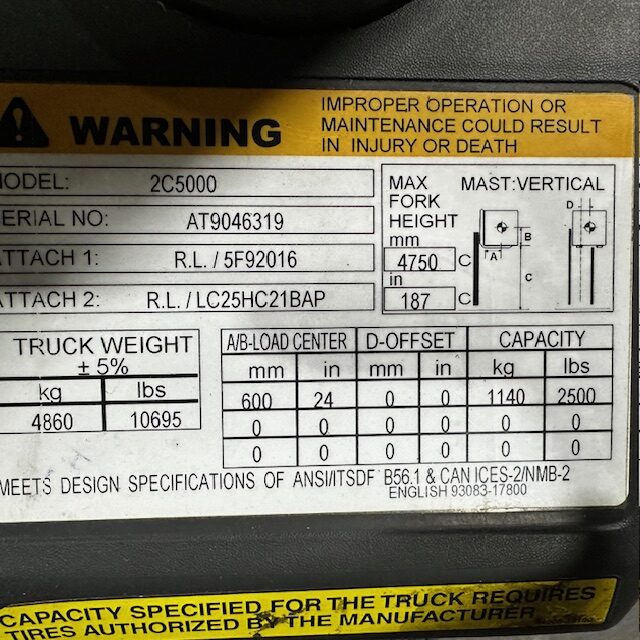 WARNING
IMPROPER OPERATION OR
MAINTENANCE COULD RESULT
IN INJURY OR DEATH
MODEL: 2C5000
SERIAL NO: AT9046319
ATTACH 1: R.L. / 5F92016
ATTACH 2: R.L. / LC25HC21BAP
MAX
FORK
HEIGHT
mm
4750 C
in
187 C
MAST:VERTICAL
D
B
A
C
TRUCK WEIGHT
± 5%
kg lbs
4860 10695
A/B-LOAD CENTER D-OFFSET CAPACITY
mm in mm in kg lbs
600 24 0 0 1140 2500
0 0 0 0 0 0
0 0 0 0 0 0
MEETS DESIGN SPECIFICATIONS OF ANSI/ITSDF B56.1 & CAN ICES-2/NMB-2
ENGLISH 93083-17800
CAPACITY SPECIFIED FOR THE TRUCK REQUIRES
TIRES AUTHORIZED BY THE MANUFACTURER